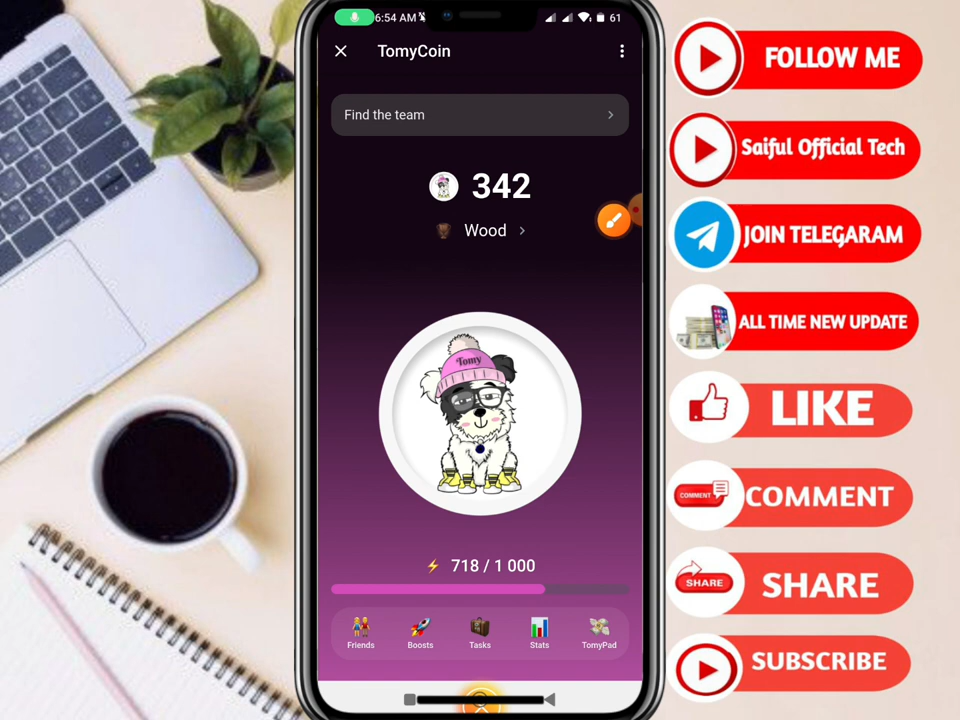 6:54 AM
61
TomyCoin
Find the team
342
Wood
Tomy
718 / 1 000
Friends
Boosts
Tasks
Stats
TomyPad
FOLLOW ME
Saiful Official Tech
JOIN TELEGARAM
ALL TIME NEW UPDATE
LIKE
COMMENT
COMMENT
SHARE
SHARE
SUBSCRIBE